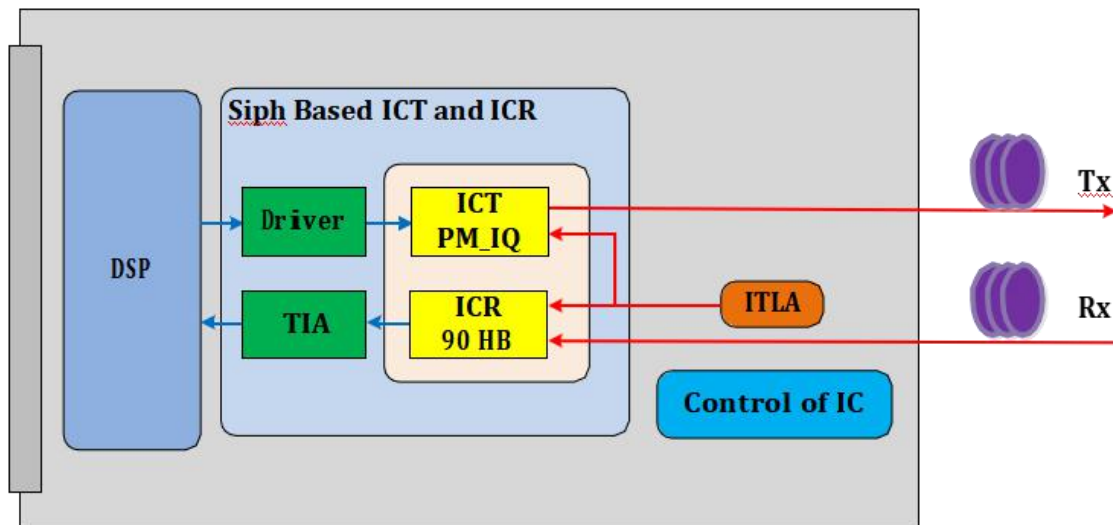 Siph Based ICT and ICR
Driver
ICT
PM_IQ
Tx
DSP
TIA
ICR
90 HB
ITLA
Rx
Control of IC